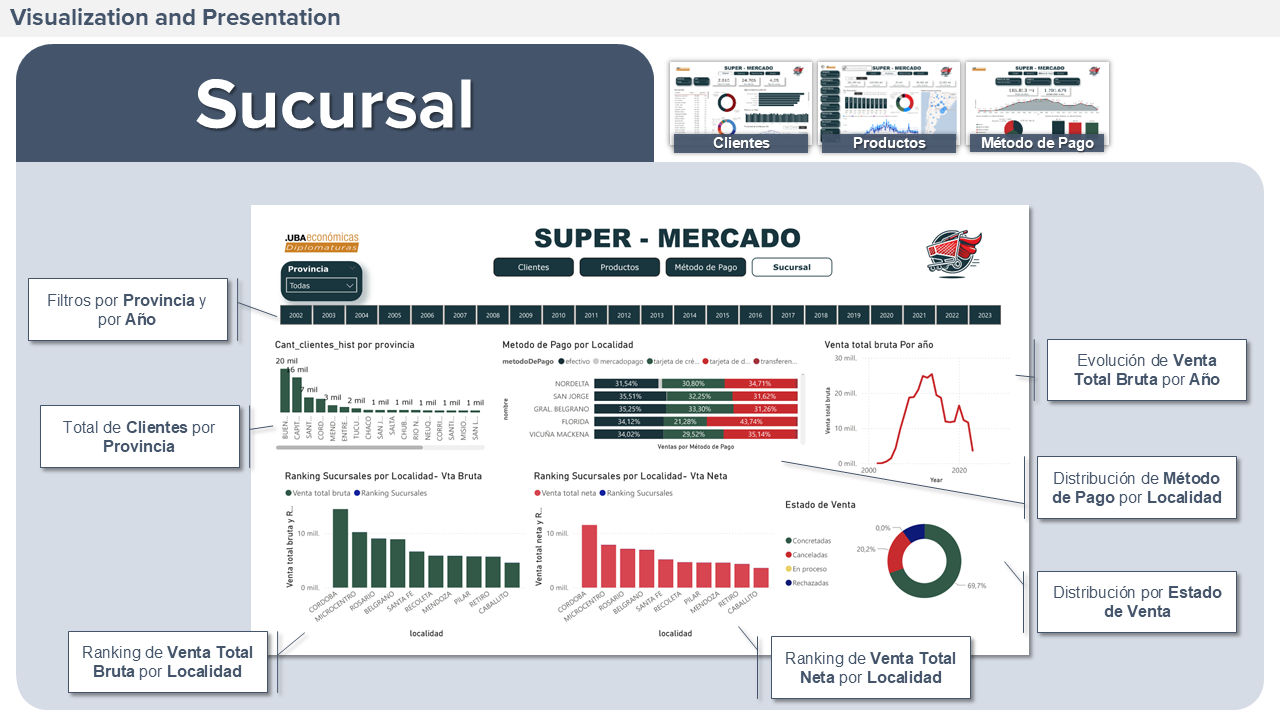 Visualization and Presentation
Sucursal
SUPER - MERCADO
SUPER - MERCADO
SUPER - MERCADO
Clientes
Productos
Método de Pago
.UBAeconómicas
Diplomaturas
SUPER - MERCADO
Clientes
Productos
Método de Pago
Sucursal
Provincia
Todas
2002 2003 2004 2005 2006 2007 2008 2009 2010 2011 2012 2013 2014 2015 2016 2017 2018 2019 2020 2021 2022 2023
Filtros por Provincia y
por Año
Total de Clientes por
Provincia
Cant_clientes_hist por provincia
20 mil
16 mil
7 mil
3 mil
2 mil
1 mil
1 mil
1 mil
1 mil
1 mil
BUEN... CAPIT... SANT... CORD... MEND... ENTRE... TUCU... CHACO SAN J... SALTA CHUB... RIO N... NEUQ... CORRI... SANTI... MISIO... SAN L...
Metodo de Pago por Localidad
metodoDePago efectivo mercadopago tarjeta de cré... tarjeta de d... transferen...
nombre
NORDELTA 31,54% 30,80% 34,71%
SAN JORGE 35,51% 32,25% 31,62%
GRAL. BELGRANO 35,25% 33,30% 31,26%
FLORIDA 34,12% 21,28% 43,74%
VICUÑA MACKENA 34,02% 29,52% 35,14%
Ventas por Método de Pago
Venta total bruta Por año
Venta total bruta
30 mill.
20 mill.
10 mill.
0 mill.
2000 2020
Year
Evolución de Venta
Total Bruta por Año
Distribución de Método
de Pago por Localidad
Ranking Sucursales por Localidad- Vta Bruta
Venta total bruta Ranking Sucursales
Venta total bruta y R...
10 mill.
0 mill.
CORDOBA MICROCENTRO ROSARIO BELGRANO SANTA FE RECOLETA MENDOZA PILAR RETIRO CABALLITO
localidad
Ranking Sucursales por Localidad- Vta Neta
Venta total neta Ranking Sucursales
Venta total neta y R...
10 mill.
0 mill.
CORDOBA MICROCENTRO ROSARIO BELGRANO SANTA FE RECOLETA PILAR MENDOZA RETIRO CABALLITO
localidad
Estado de Venta
Concretadas
Canceladas
En proceso
Rechazadas
0,0%
20,2%
69,7%
Distribución por Estado
de Venta
Ranking de Venta Total
Bruta por Localidad
Ranking de Venta Total
Neta por Localidad